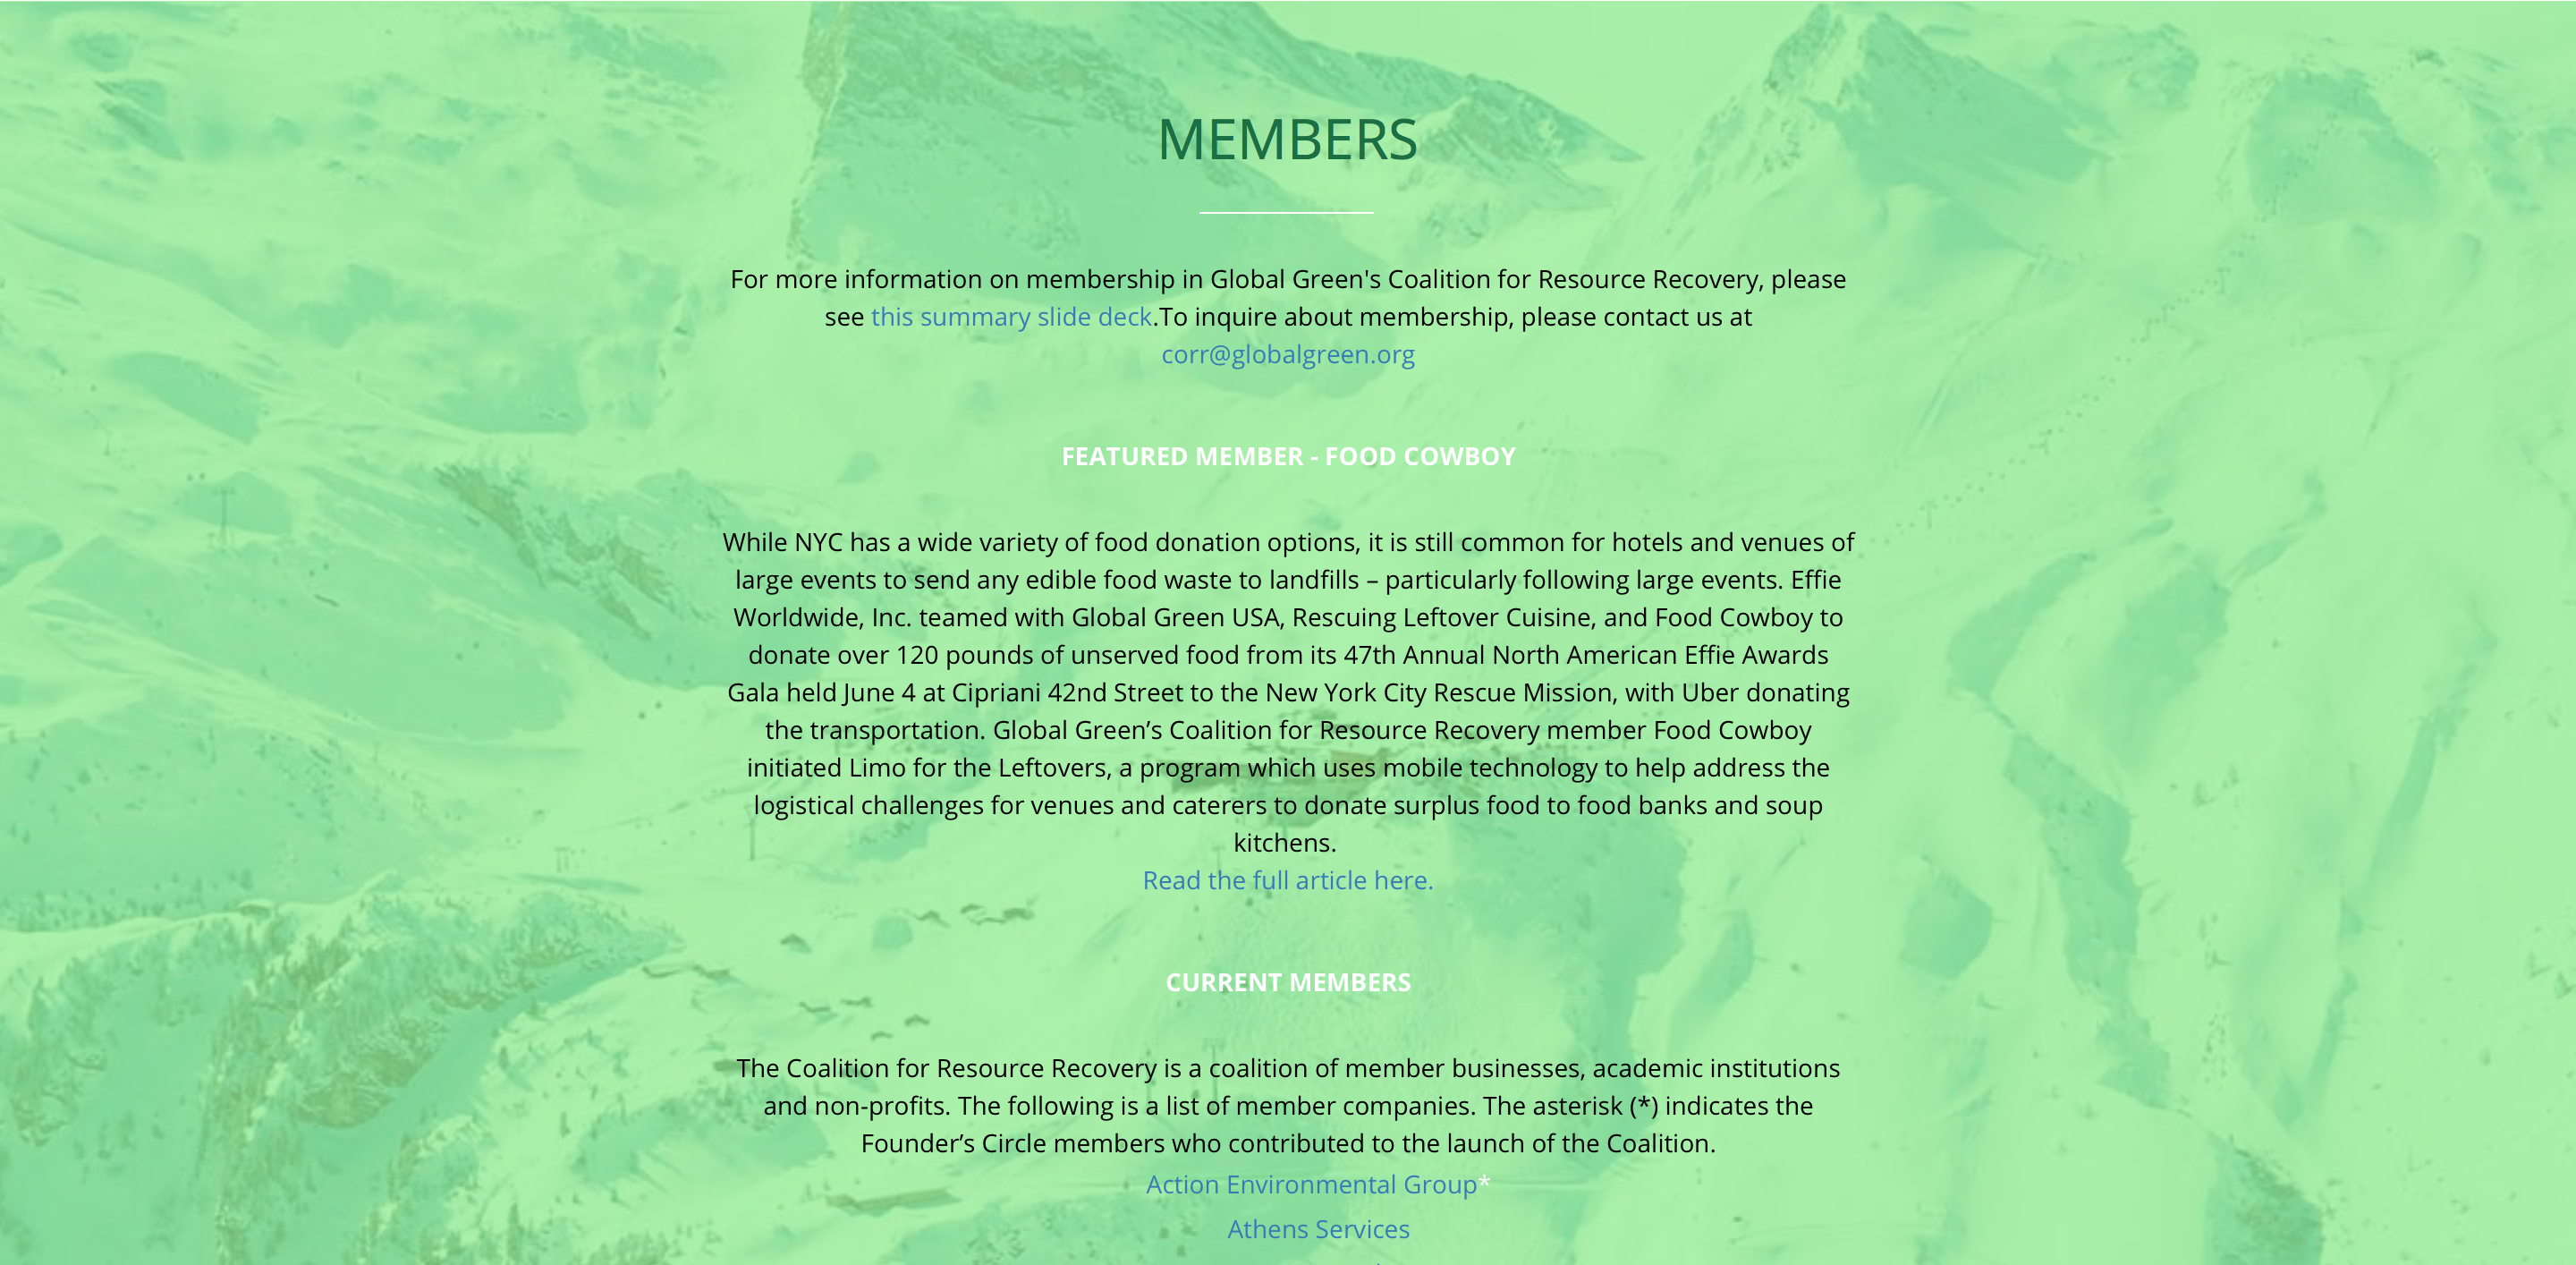 MEMBERS
For more information on membership in Global Green's Coalition for Resource Recovery, please
see this summary slide deck.To inquire about membership, please contact us at
corr@globalgreen.org
FEATURED MEMBER - FOOD COWBOY
While NYC has a wide variety of food donation options, it is still common for hotels and venues of
large events to send any edible food waste to landfills – particularly following large events. Effie
Worldwide, Inc. teamed with Global Green USA, Rescuing Leftover Cuisine, and Food Cowboy to
donate over 120 pounds of unserved food from its 47th Annual North American Effie Awards
Gala held June 4 at Cipriani 42nd Street to the New York City Rescue Mission, with Uber donating
the transportation. Global Green’s Coalition for Resource Recovery member Food Cowboy
initiated Limo for the Leftovers, a program which uses mobile technology to help address the
logistical challenges for venues and caterers to donate surplus food to food banks and soup
kitchens.
Read the full article here.
CURRENT MEMBERS
The Coalition for Resource Recovery is a coalition of member businesses, academic institutions
and non-profits. The following is a list of member companies. The asterisk (*) indicates the
Founder’s Circle members who contributed to the launch of the Coalition.
Action Environmental Group*
Athens Services